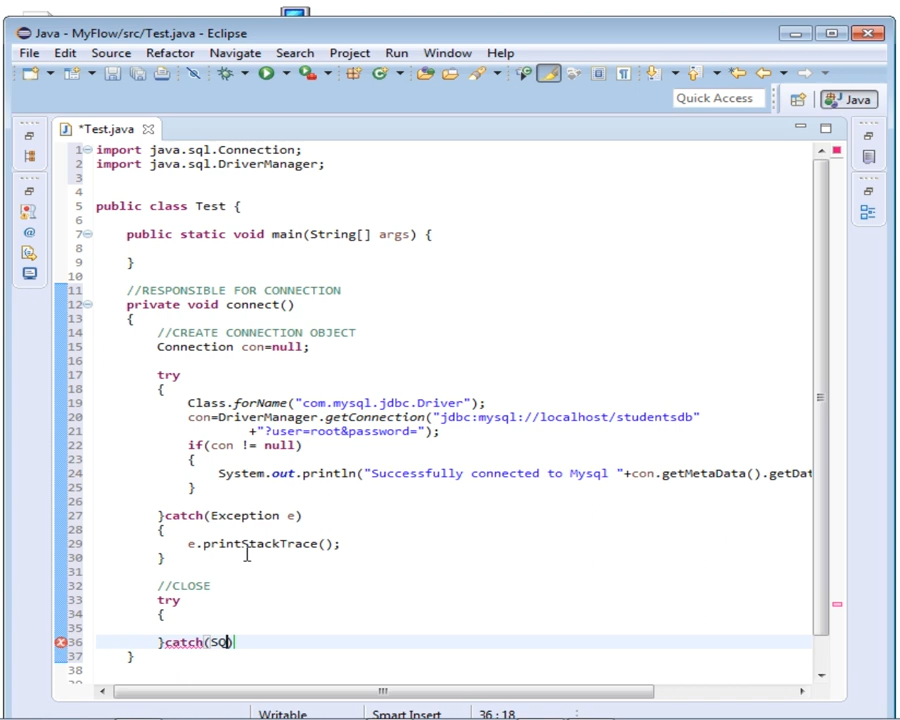 Java - MyFlow/src/Test.java - Eclipse
File Edit Source Refactor Navigate Search Project Run Window Help
Quick Access Java
*Test.java
1 import java.sql.Connection;
2 import java.sql.DriverManager;
3
4
5 public class Test {
6
7 public static void main(String[] args) {
8
9 }
10
11 //RESPONSIBLE FOR CONNECTION
12 private void connect()
13 {
14 //CREATE CONNECTION OBJECT
15 Connection con=null;
16
17 try
18 {
19 Class.forName("com.mysql.jdbc.Driver");
20 con=DriverManager.getConnection("jdbc:mysql://localhost/studentsdb"
21 +"?user=root&password=");
22 if(con != null)
23 {
24 System.out.println("Successfully connected to Mysql "+con.getMetaData().getDat
25 }
26
27 }catch(Exception e)
28 {
29 e.printStackTrace();
30 }
31
32 //CLOSE
33 try
34 {
35
36 }catch(SQ)
37 }
38
Writable Smart Insert 36 : 18